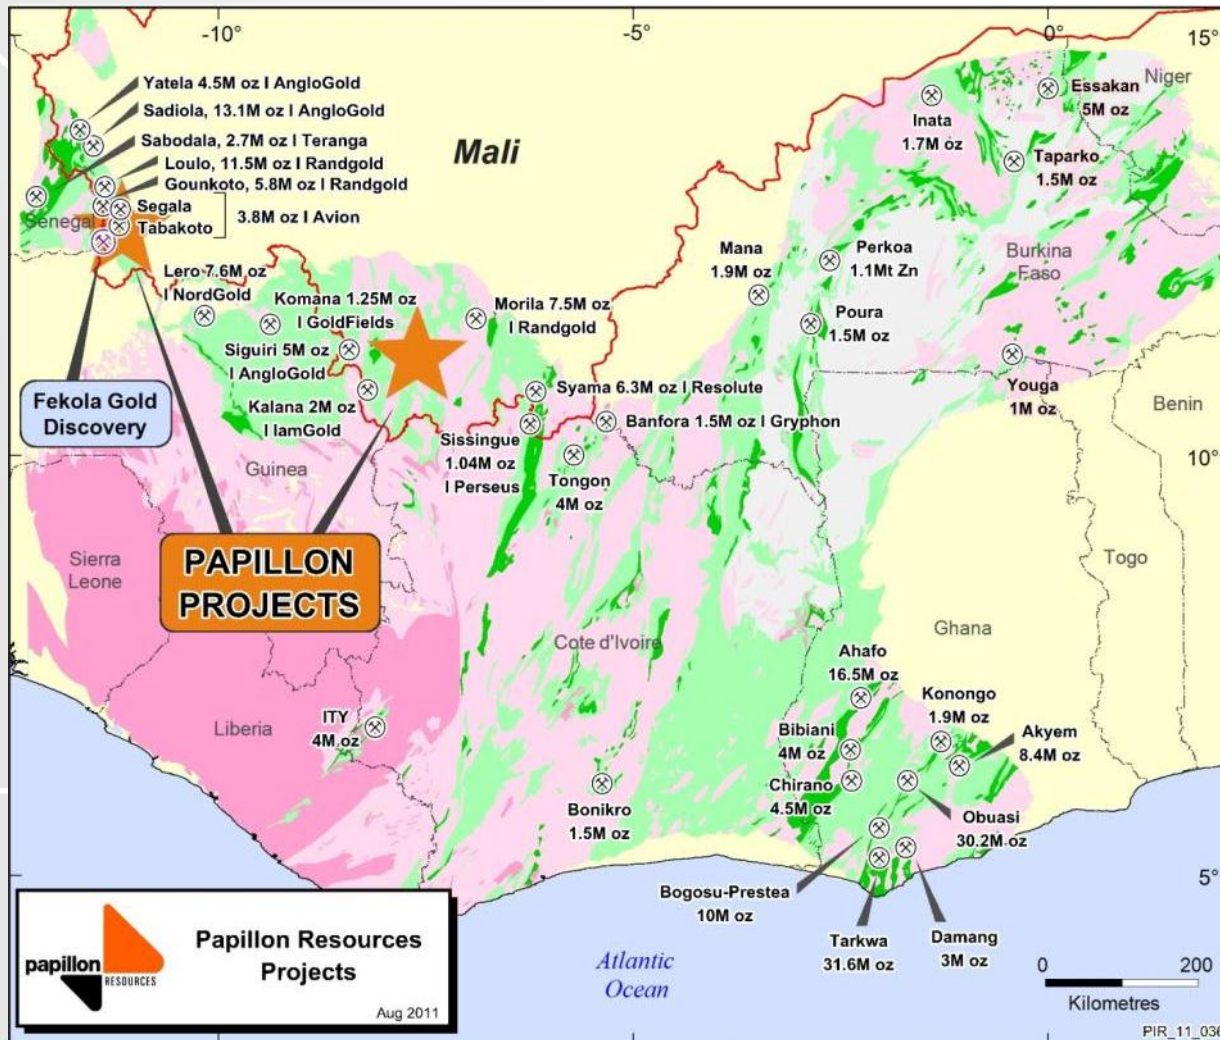 -10°
-5°
0°
15°
Yatela 4.5M oz I AngloGold
Sadiola, 13.1M oz I AngloGold
Sabodala, 2.7M oz I Teranga
Loulo, 11.5M oz I Randgold
Gounkoto, 5.8M oz I Randgold
Segala
Tabakoto
3.8M oz I Avion
Senegal
Mali
Niger
Essakan
5M oz
Inata
1.7M oz
Taparko
1.5M oz
Mana
1.9M oz
Perkoa
1.1Mt Zn
Burkina
Faso
Poura
1.5M oz
Youga
1M oz
Benin
Lero 7.6M oz
I NordGold
Komana 1.25M oz
I GoldFields
Morila 7.5M oz
I Randgold
Siguiri 5M oz
I AngloGold
Kalana 2M oz
I IamGold
Syama 6.3M oz I Resolute
Banfora 1.5M oz I Gryphon
Sissingue
1.04M oz
I Perseus
Tongon
4M oz
Fekola Gold
Discovery
Guinea
10°
PAPILLON
PROJECTS
Sierra
Leone
Togo
Cote d'Ivoire
Ghana
Liberia
ITY
4M oz
Bonikro
1.5M oz
Ahafo
16.5M oz
Konongo
1.9M oz
Bibiani
4M oz
Akyem
8.4M oz
Chirano
4.5M oz
Obuasi
30.2M oz
5°
Bogosu-Prestea
10M oz
Tarkwa
31.6M oz
Damang
3M oz
Atlantic
Ocean
papillon
RESOURCES
Papillon Resources
Projects
Aug 2011
0
200
Kilometres
PIR_11_036